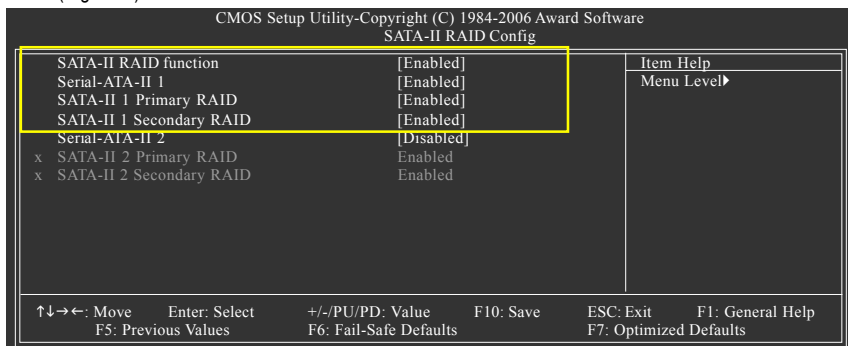 CMOS Setup Utility-Copyright (C) 1984-2006 Award Software
SATA-II RAID Config
SATA-II RAID function [Enabled]
Serial-ATA-II 1 [Enabled]
SATA-II 1 Primary RAID [Enabled]
SATA-II 1 Secondary RAID [Enabled]
Serial-ATA-II 2 [Disabled]
x SATA-II 2 Primary RAID Enabled
x SATA-II 2 Secondary RAID Enabled
Item Help
Menu Level▶
↑↓→←: Move Enter: Select +/-/PU/PD: Value F10: Save ESC: Exit F1: General Help
F5: Previous Values F6: Fail-Safe Defaults F7: Optimized Defaults